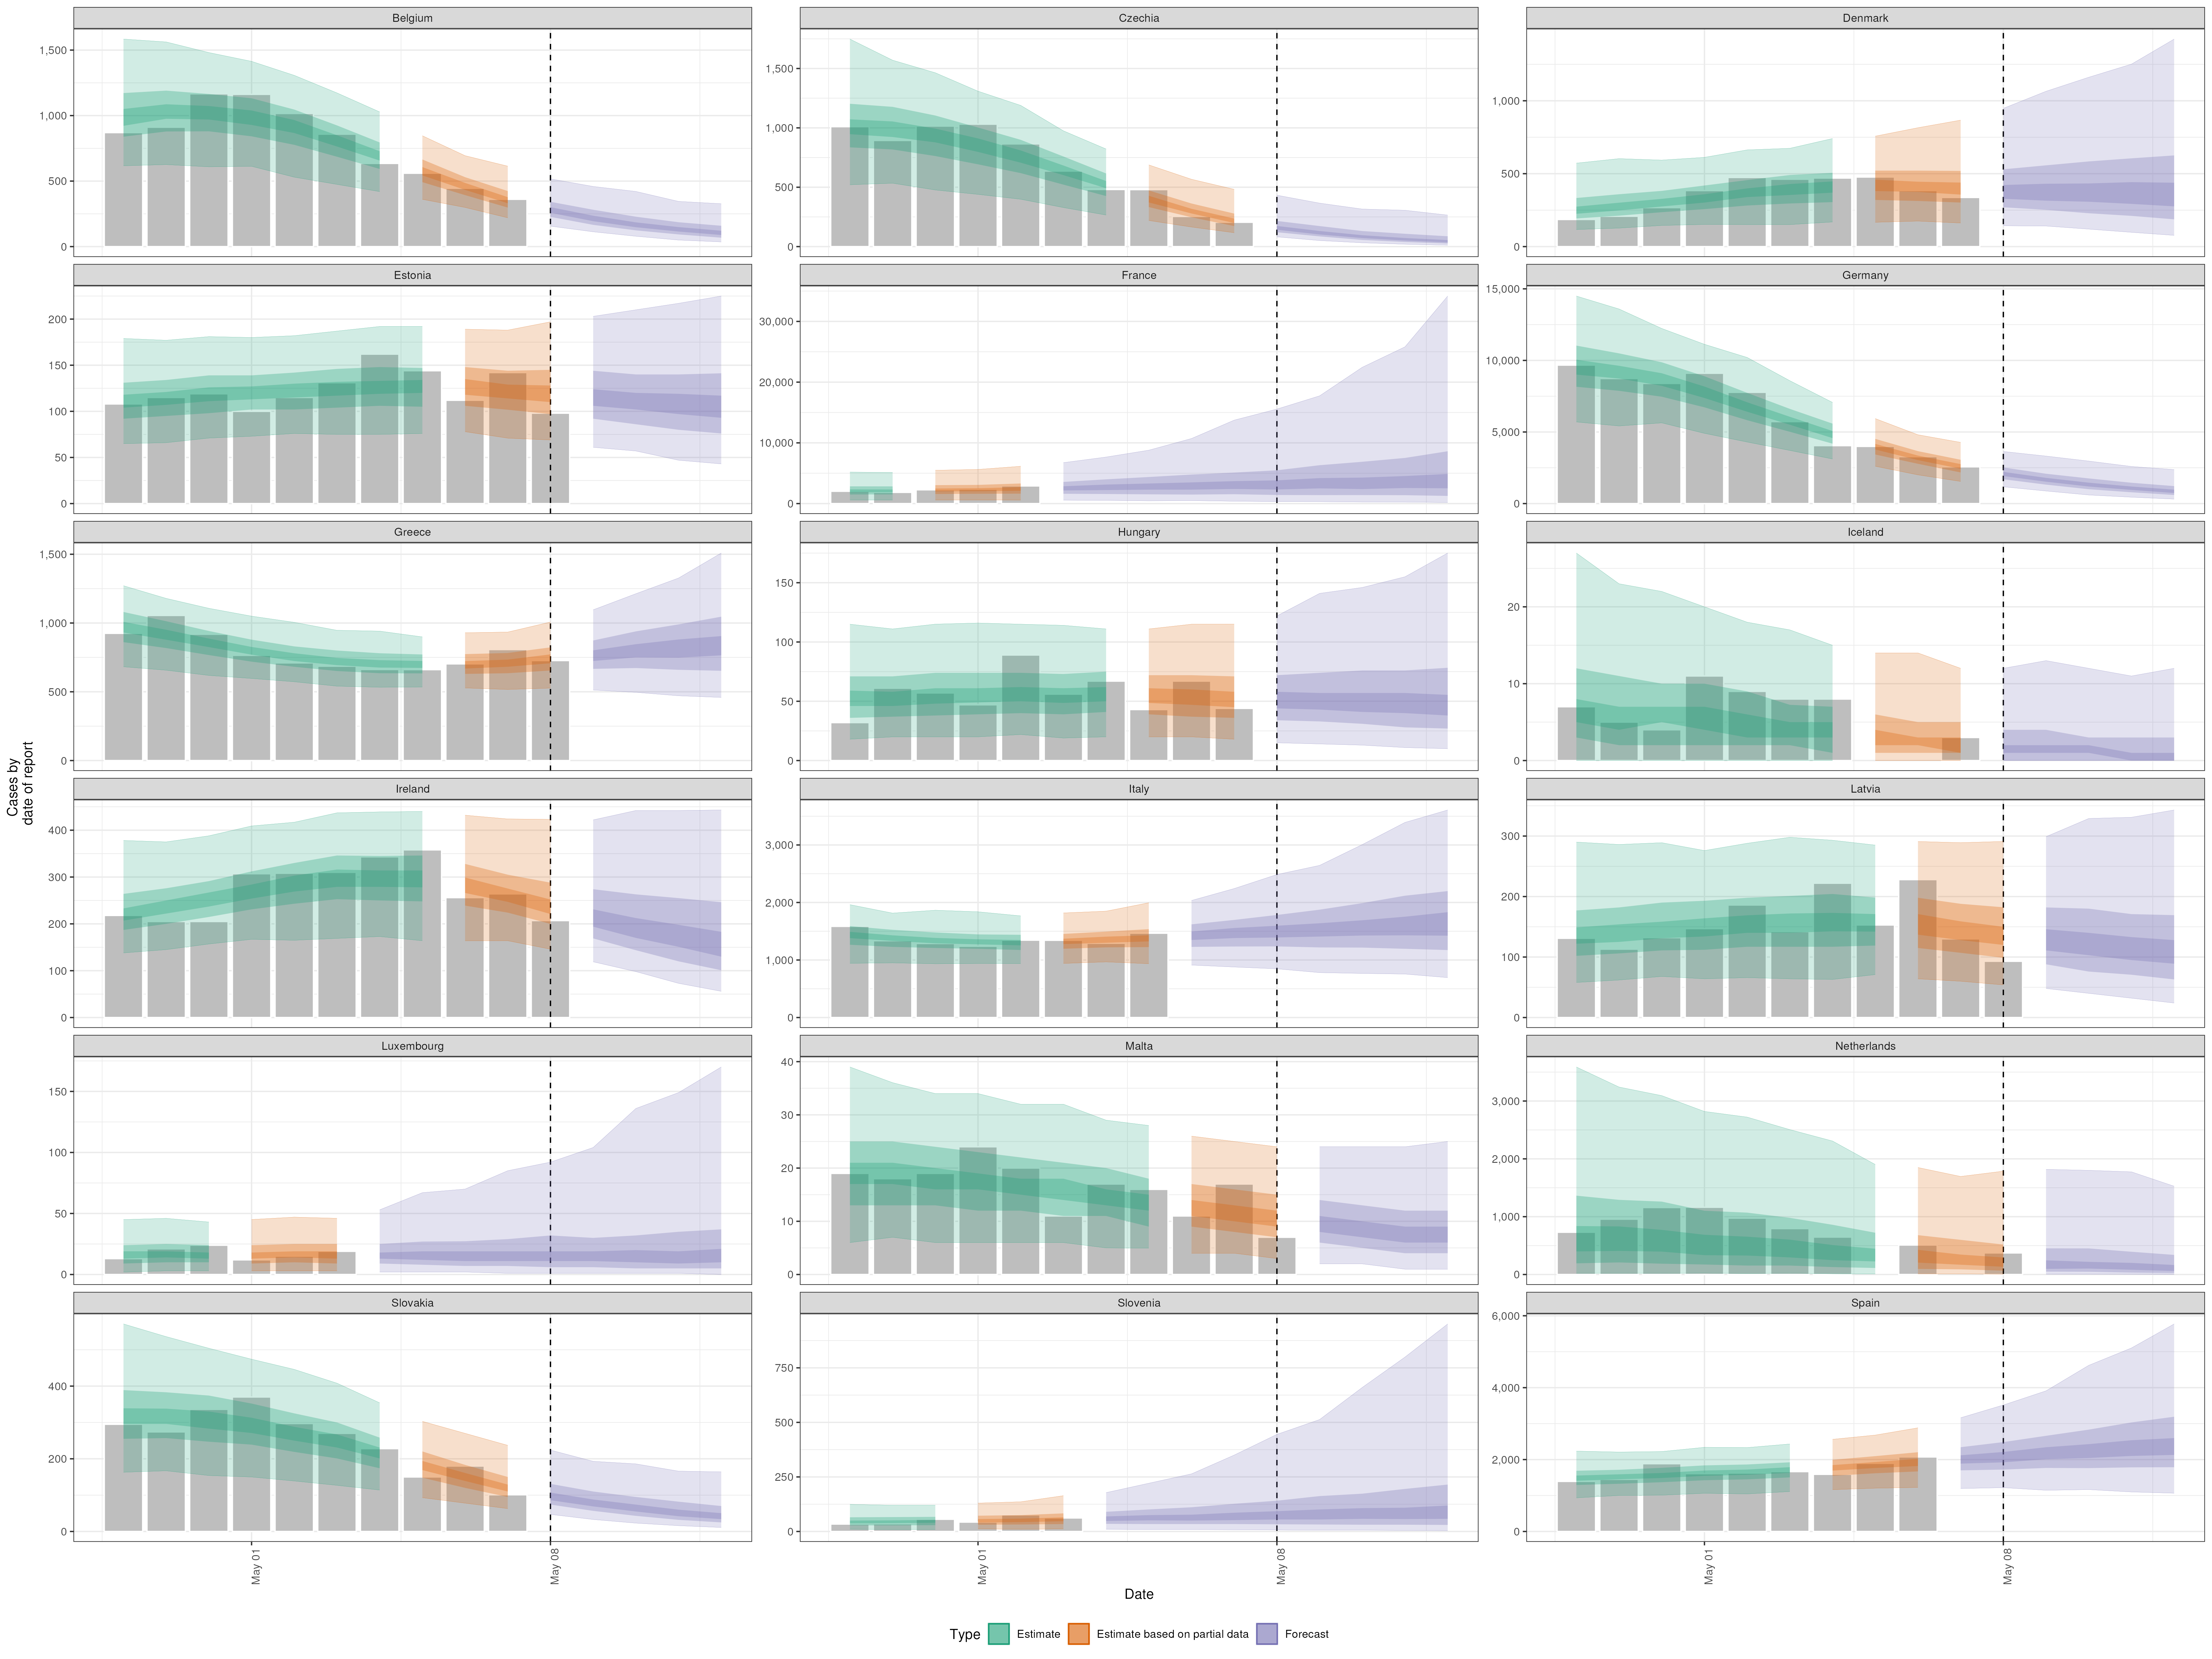 Belgium
Czechia
Denmark
1,500
1,000
500
0
1,500
1,000
500
0
1,000
500
0
Estonia
France
Germany
200
150
100
50
0
30,000
20,000
10,000
0
15,000
10,000
5,000
0
Greece
Hungary
Iceland
1,500
1,000
500
0
150
100
50
0
20
10
0
Cases by
date of report
Ireland
Italy
Latvia
400
300
200
100
0
3,000
2,000
1,000
0
300
200
100
0
Luxembourg
Malta
Netherlands
150
100
50
0
40
30
20
10
0
3,000
2,000
1,000
0
Slovakia
Slovenia
Spain
400
200
0
750
500
250
0
6,000
4,000
2,000
0
May 01
May 08
May 01
May 08
May 01
May 08
Date
Type
Estimate
Estimate based on partial data
Forecast